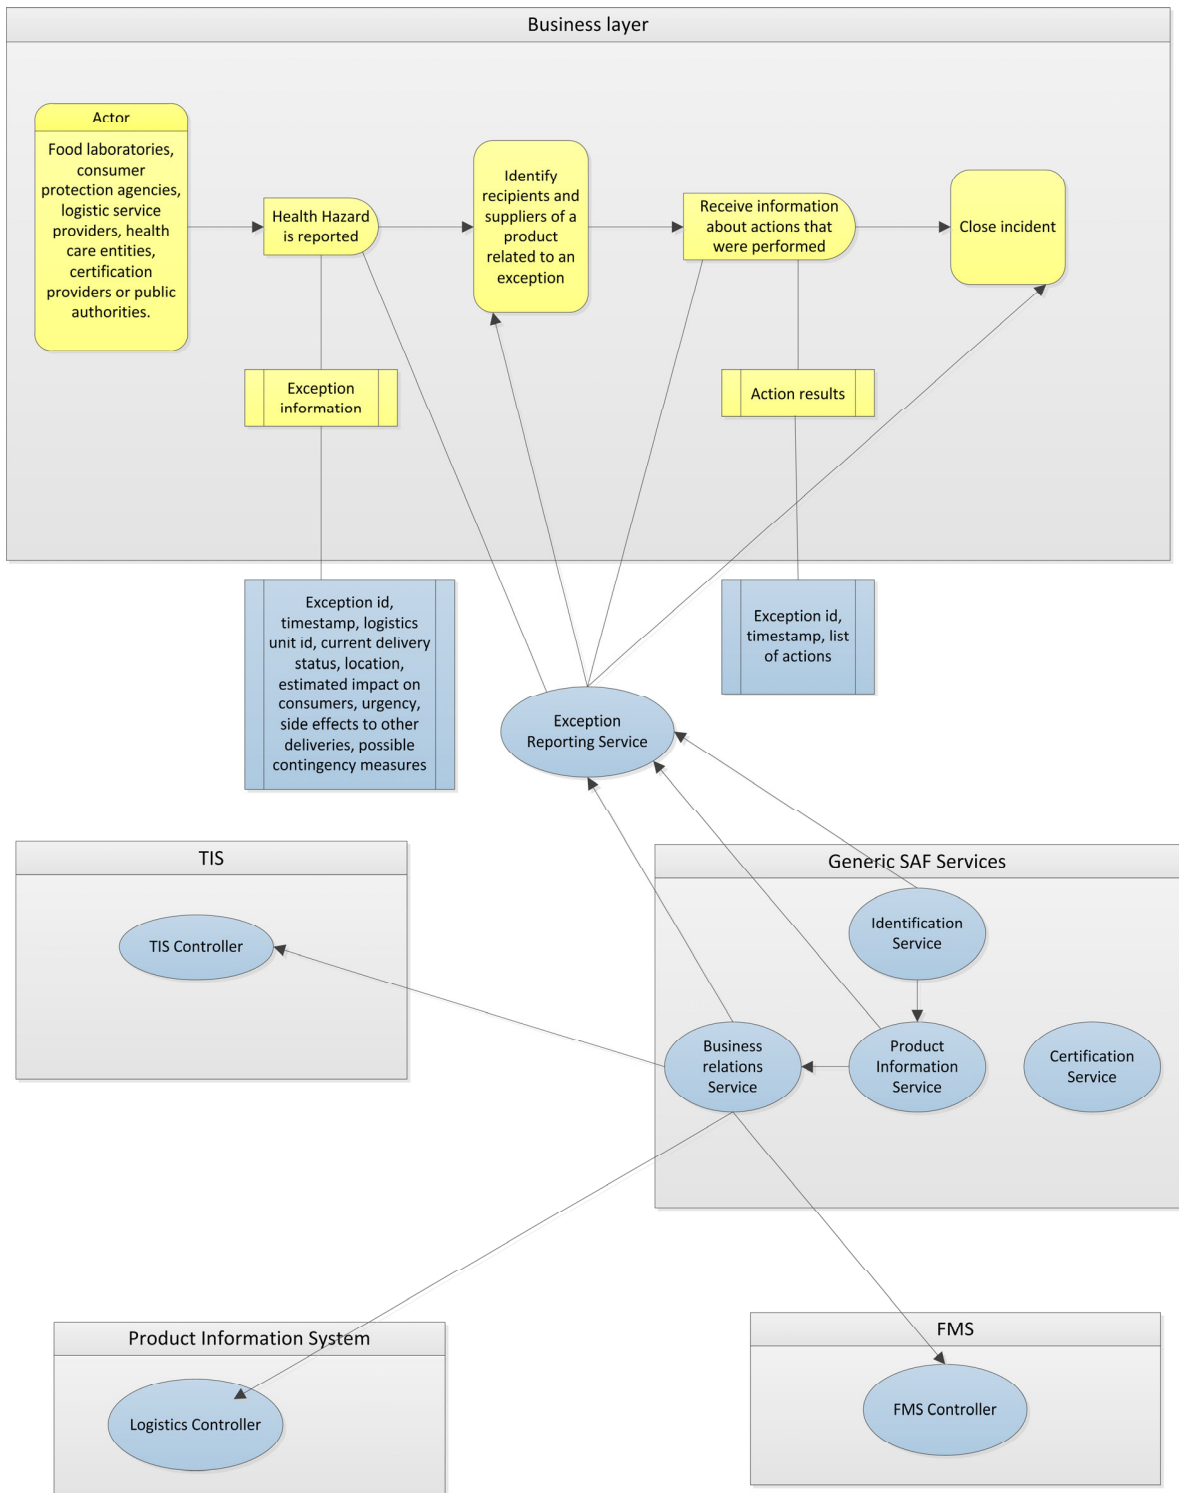 Business layer
Actor
Food laboratories,
consumer
protection agencies,
logistic service
providers, health
care entities,
certification
providers or public
authorities.
Health Hazard
is reported
Identify
recipients and
suppliers of a
product
related to an
exception
Receive information
about actions that
were performed
Close incident
Exception
information
Action results
Exception id,
timestamp, logistics
unit id, current delivery
status, location,
estimated impact on
consumers, urgency,
side effects to other
deliveries, possible
contingency measures
Exception id,
timestamp, list
of actions
Exception
Reporting Service
TIS
TIS Controller
Generic SAF Services
Identification
Service
Business
relations
Service
Product
Information
Service
Certification
Service
Product Information System
Logistics Controller
FMS
FMS Controller